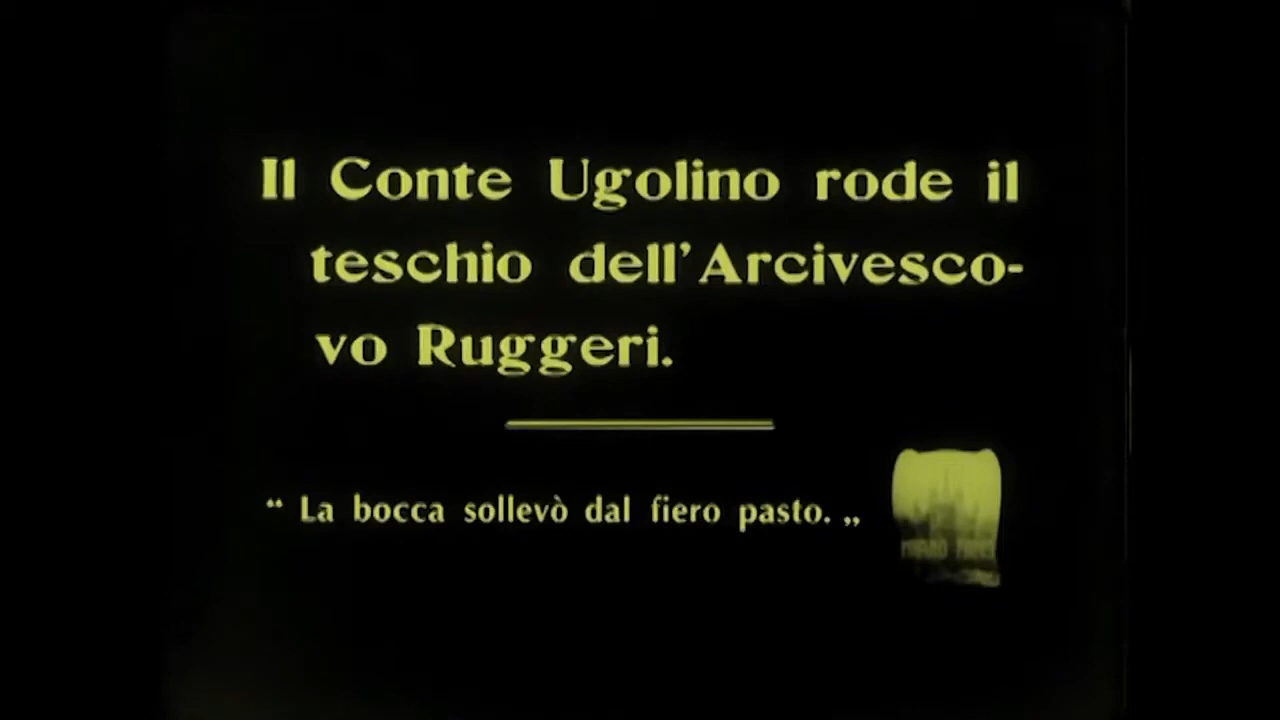 Il Conte Ugolino rode il
teschio dell'Arcivesco-
vo Ruggeri.
“ La bocca sollevò dal fiero pasto. „